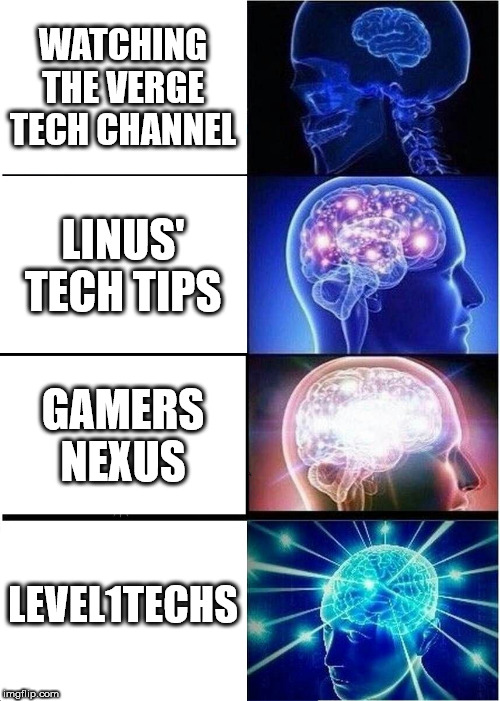 WATCHING
THE VERGE
TECH CHANNEL
LINUS'
TECH TIPS
GAMERS
NEXUS
LEVEL1TECHS
imgflip.com